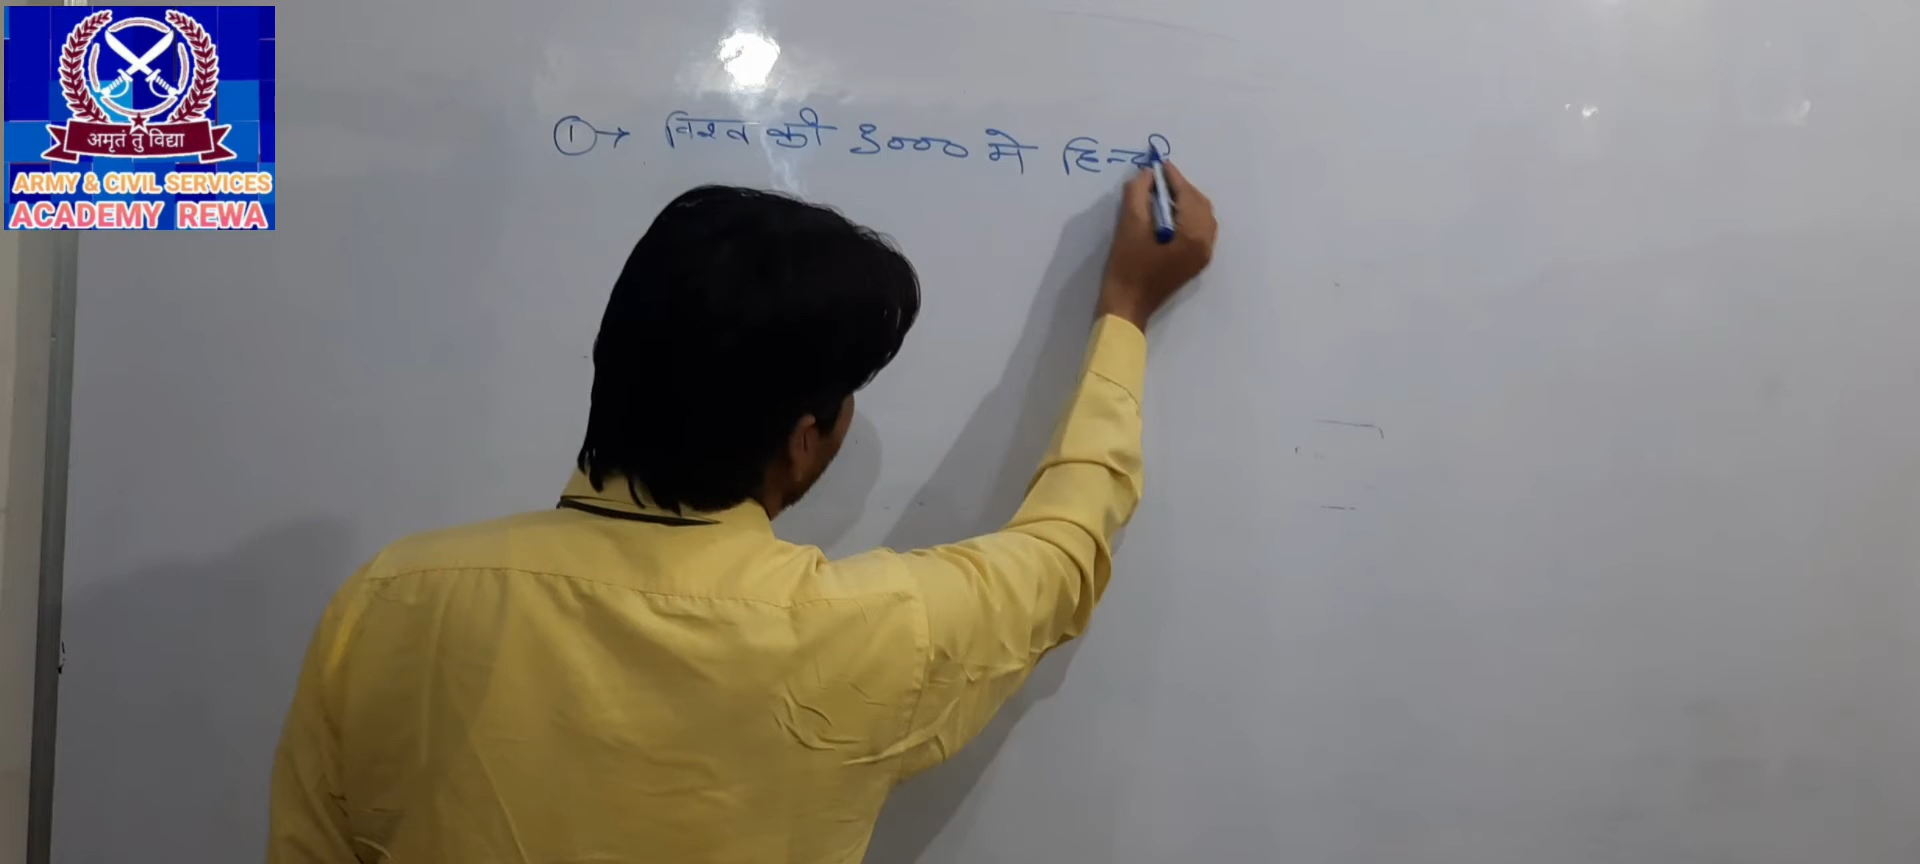 अमृतं तु विद्या
ARMY & CIVIL SERVICES
ACADEMY REWA
① → विश्व की 3000 मे हिन्दी